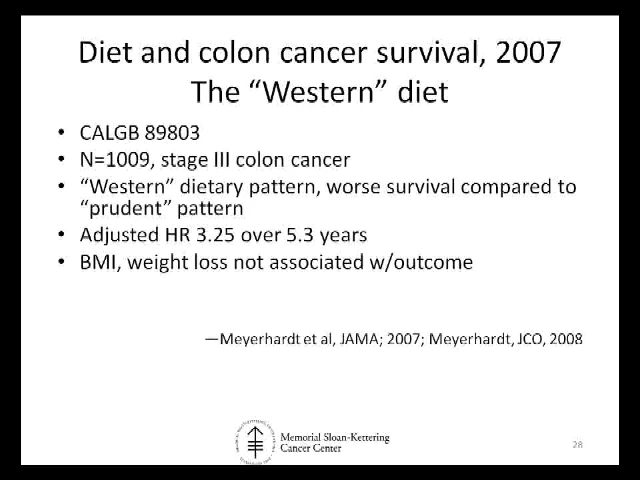 Diet and colon cancer survival, 2007
The “Western” diet
• CALGB 89803
• N=1009, stage III colon cancer
• “Western” dietary pattern, worse survival compared to
“prudent” pattern
• Adjusted HR 3.25 over 5.3 years
• BMI, weight loss not associated w/outcome
—Meyerhardt et al, JAMA; 2007; Meyerhardt, JCO, 2008
Memorial Sloan-Kettering
Cancer Center
28